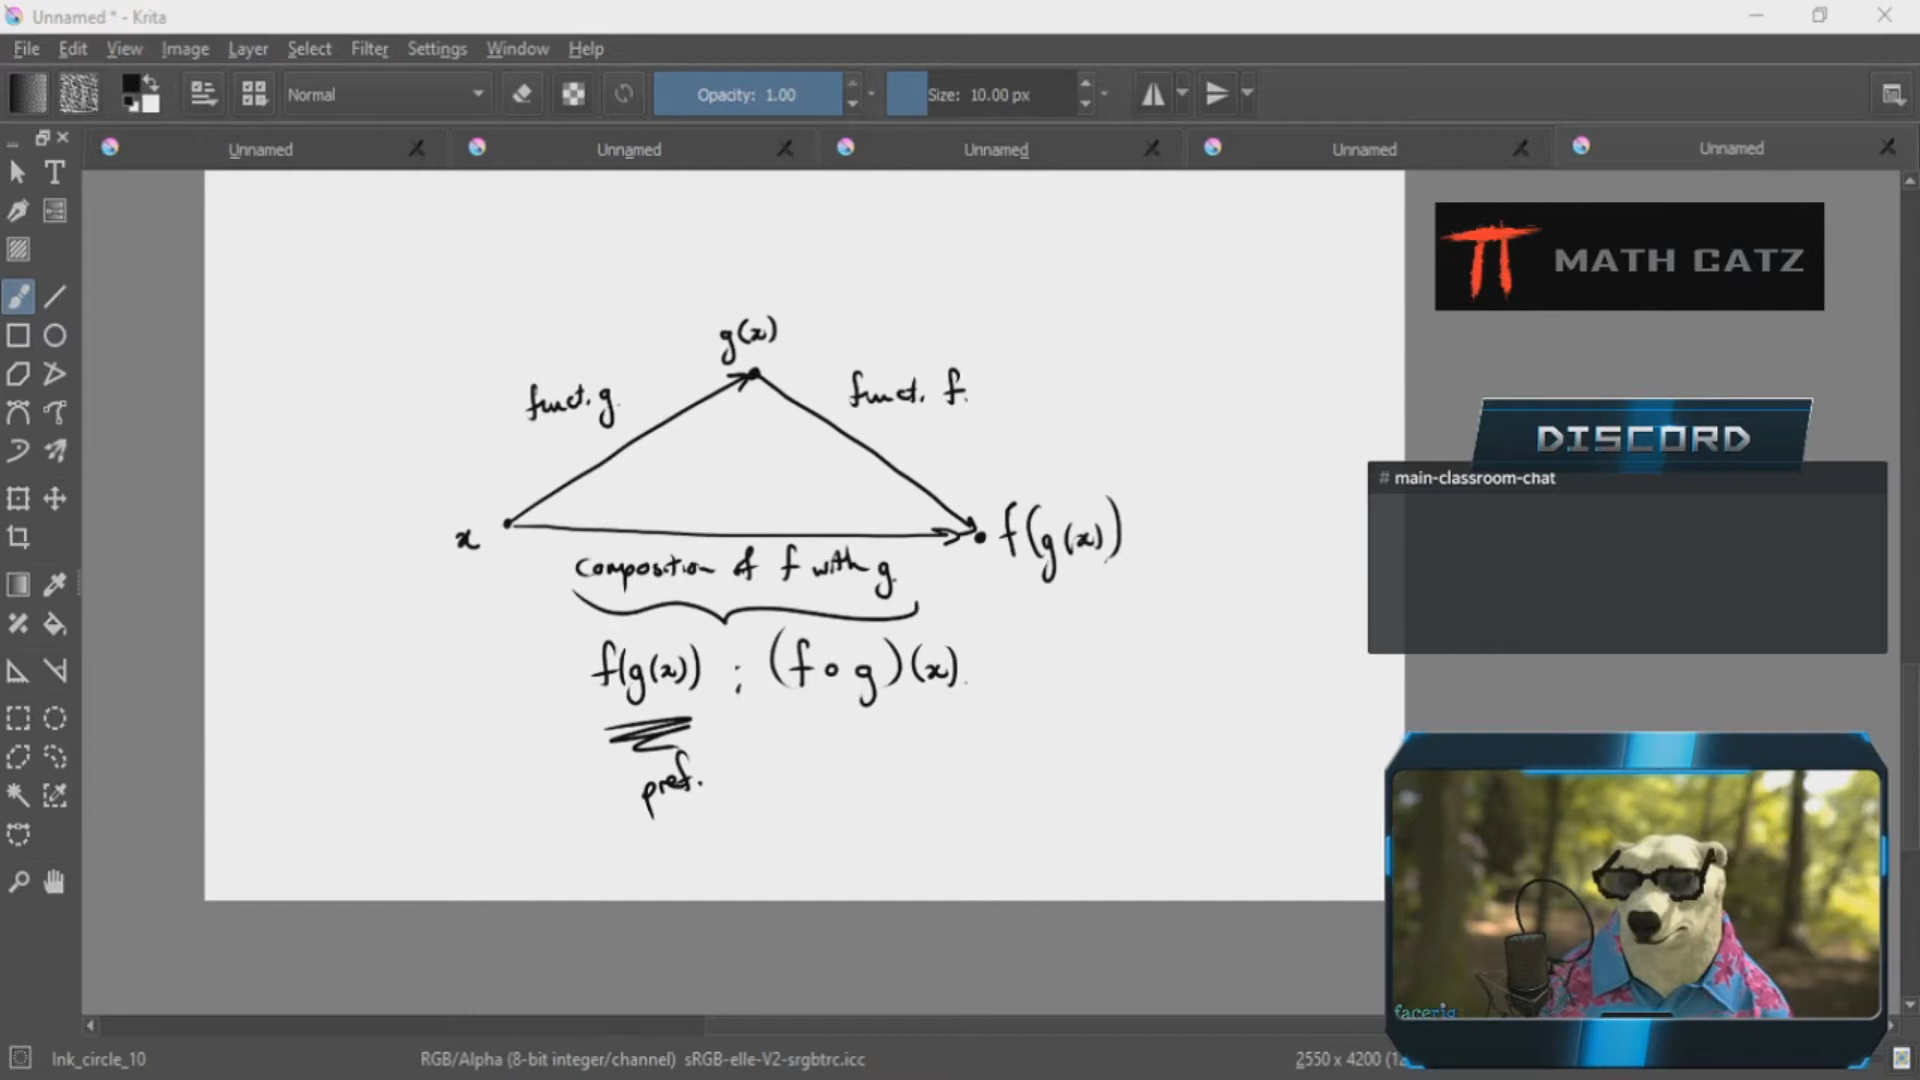 Unnamed * - Krita
File Edit View Image Layer Select Filter Settings Window Help
Normal Opacity: 1.00 Size: 10.00 px
Unnamed Unnamed Unnamed Unnamed Unnamed
MATH CATZ
g(x)
funct. g. funct. f.
DISCORD
# main-classroom-chat
x f(g(x))
composition of f with g.
f(g(x)) ; (f∘g)(x).
pref.
facerig
Ink_circle_10 RGB/Alpha (8-bit integer/channel) sRGB-elle-V2-srgbtrc.icc 2550 x 4200